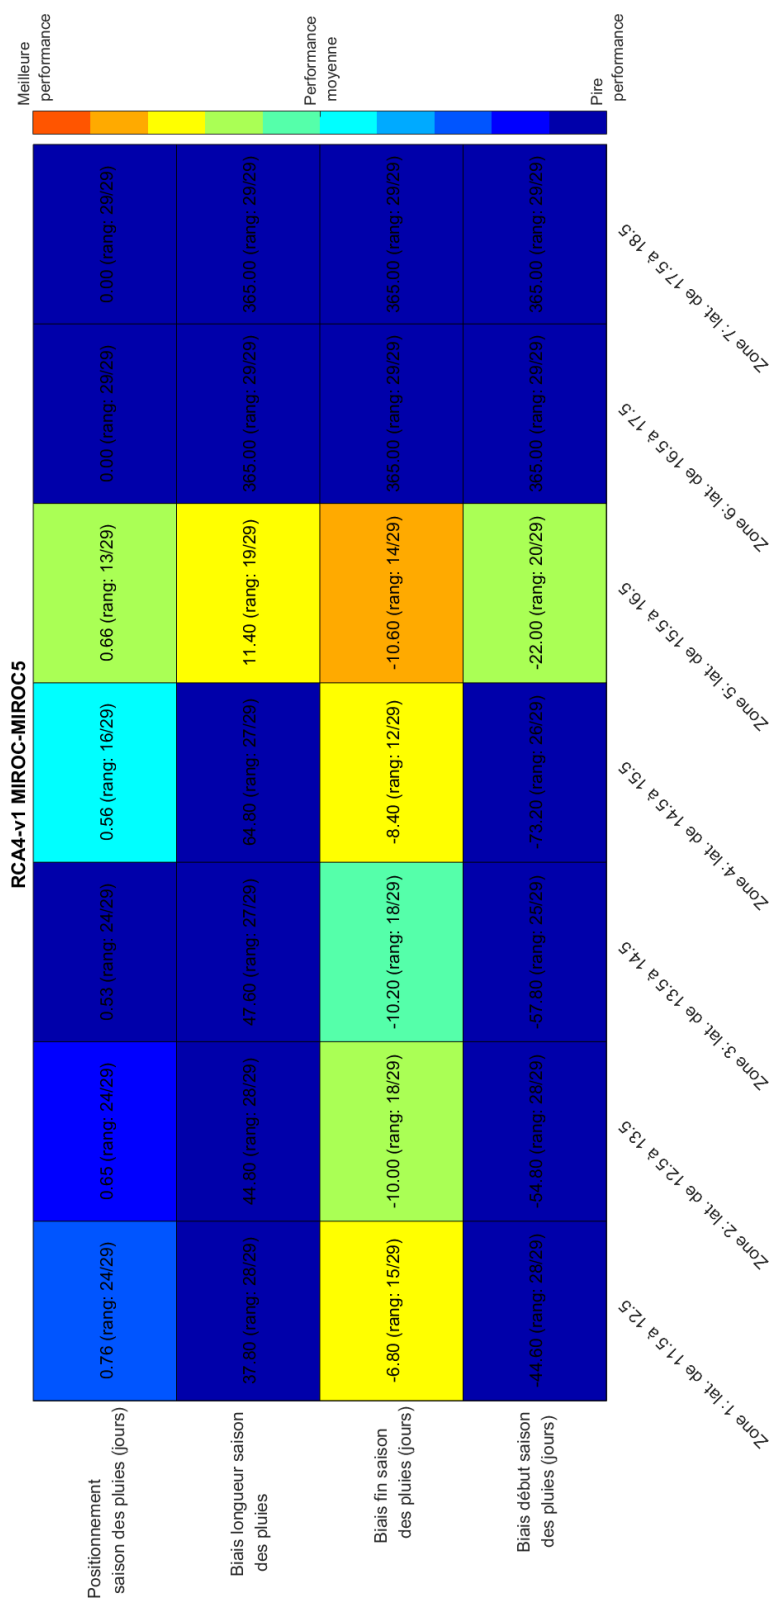 RCA4-v1 MIROC-MIROC5
Positionnement
saison des pluies (jours)
0.76 (rang: 24/29)
0.65 (rang: 24/29)
0.53 (rang: 24/29)
0.56 (rang: 16/29)
0.66 (rang: 13/29)
0.00 (rang: 29/29)
0.00 (rang: 29/29)
Biais longueur saison
des pluies
37.80 (rang: 28/29)
44.80 (rang: 28/29)
47.60 (rang: 27/29)
64.80 (rang: 27/29)
11.40 (rang: 19/29)
365.00 (rang: 29/29)
365.00 (rang: 29/29)
Biais fin saison
des pluies (jours)
-6.80 (rang: 15/29)
-10.00 (rang: 18/29)
-10.20 (rang: 18/29)
-8.40 (rang: 12/29)
-10.60 (rang: 14/29)
365.00 (rang: 29/29)
365.00 (rang: 29/29)
Biais début saison
des pluies (jours)
-44.60 (rang: 28/29)
-54.80 (rang: 28/29)
-57.80 (rang: 25/29)
-73.20 (rang: 26/29)
-22.00 (rang: 20/29)
365.00 (rang: 29/29)
365.00 (rang: 29/29)
Zone 1: lat. de 11.5 à 12.5
Zone 2: lat. de 12.5 à 13.5
Zone 3: lat. de 13.5 à 14.5
Zone 4: lat. de 14.5 à 15.5
Zone 5: lat. de 15.5 à 16.5
Zone 6: lat. de 16.5 à 17.5
Zone 7: lat. de 17.5 à 18.5
Meilleure
performance
Performance
moyenne
Pire
performance